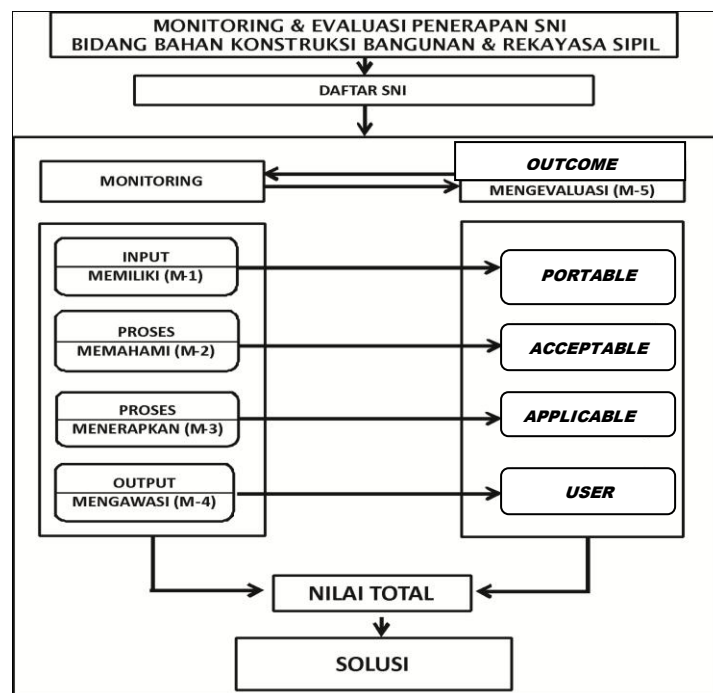 MONITORING & EVALUASI PENERAPAN SNI
BIDANG BAHAN KONSTRUKSI BANGUNAN & REKAYASA SIPIL
DAFTAR SNI
MONITORING
OUTCOME
MENGEVALUASI (M-5)
INPUT
MEMILIKI (M-1)
PORTABLE
PROSES
MEMAHAMI (M-2)
ACCEPTABLE
PROSES
MENERAPKAN (M-3)
APPLICABLE
OUTPUT
MENGAWASI (M-4)
USER
NILAI TOTAL
SOLUSI